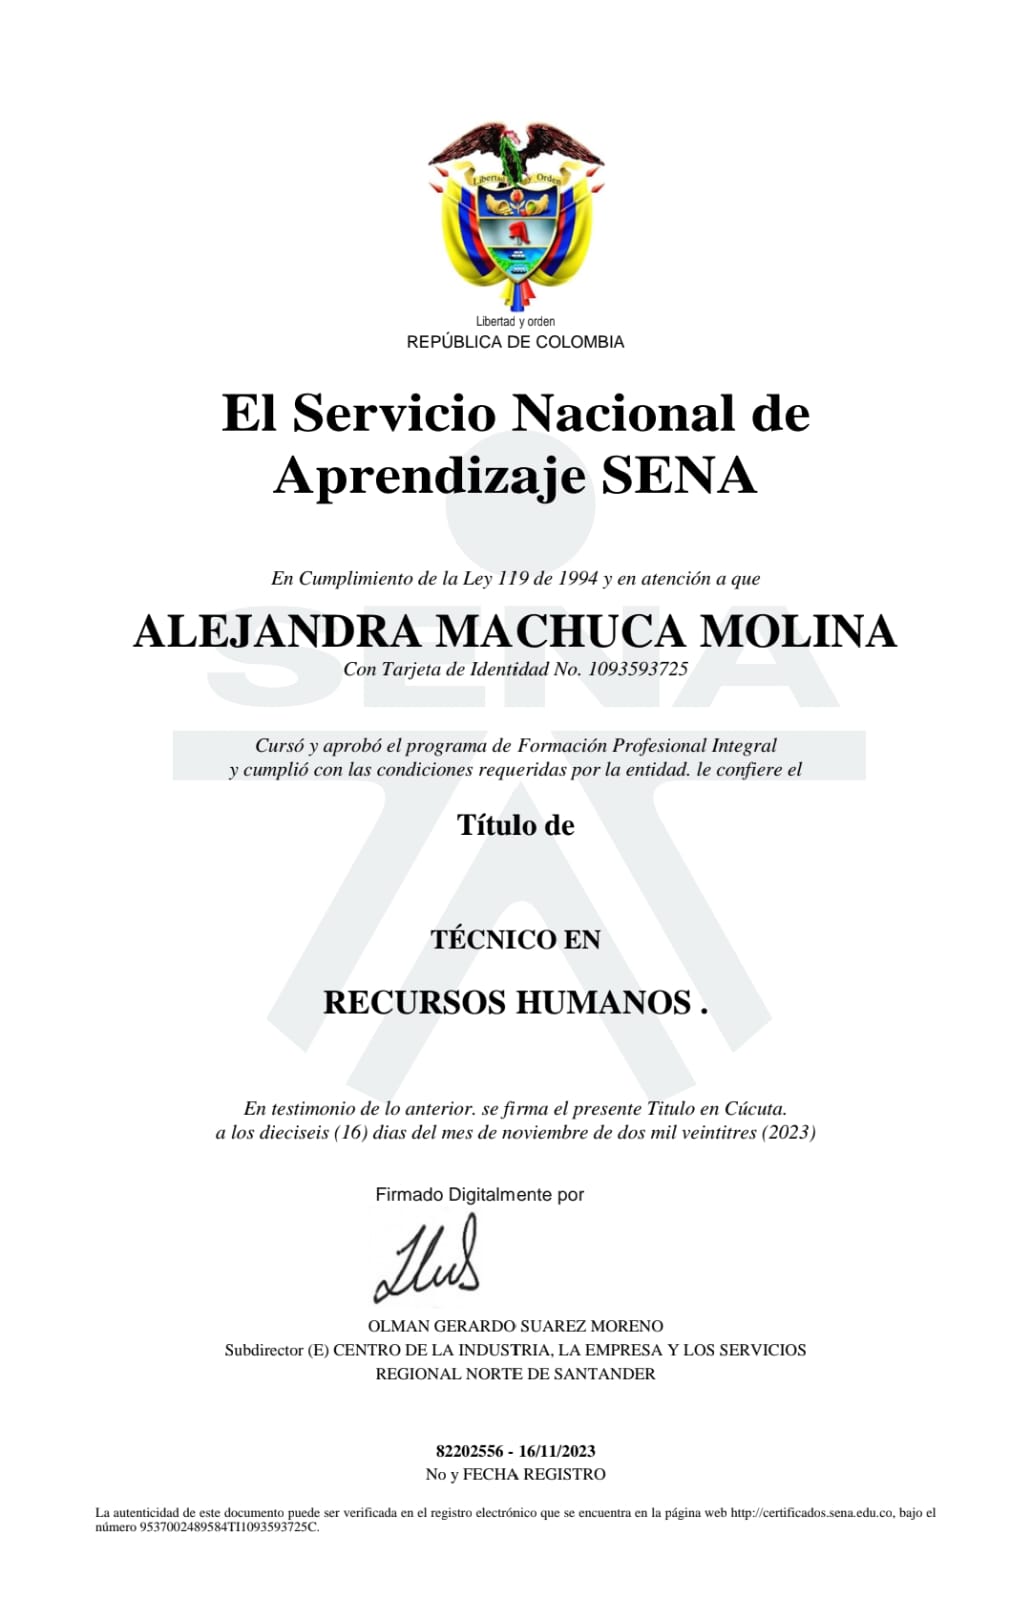 Libertad y Orden
Libertad y orden
REPÚBLICA DE COLOMBIA
El Servicio Nacional de
Aprendizaje SENA
En Cumplimiento de la Ley 119 de 1994 y en atención a que
SENA
ALEJANDRA MACHUCA MOLINA
Con Tarjeta de Identidad No. 1093593725
Cursó y aprobó el programa de Formación Profesional Integral
y cumplió con las condiciones requeridas por la entidad. le confiere el
Título de
TÉCNICO EN
RECURSOS HUMANOS .
En testimonio de lo anterior. se firma el presente Titulo en Cúcuta.
a los dieciseis (16) dias del mes de noviembre de dos mil veintitres (2023)
Firmado Digitalmente por
OLMAN GERARDO SUAREZ MORENO
Subdirector (E) CENTRO DE LA INDUSTRIA, LA EMPRESA Y LOS SERVICIOS
REGIONAL NORTE DE SANTANDER
82202556 - 16/11/2023
No y FECHA REGISTRO
La autenticidad de este documento puede ser verificada en el registro electrónico que se encuentra en la página web http://certificados.sena.edu.co, bajo el
número 9537002489584TI1093593725C.